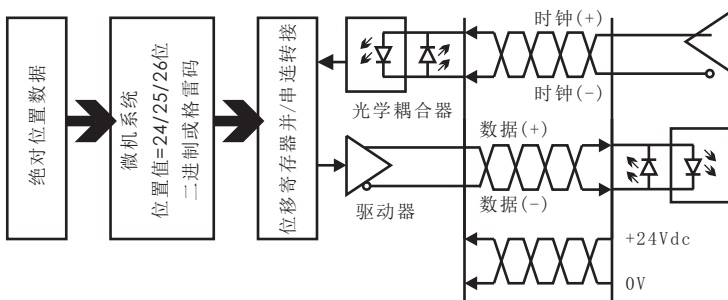 绝对位置数据
微机系统
位置值=24/25/26位
二进制或格雷码
位移寄存器并/串连转接
光学耦合器
驱动器
时钟(+)
时钟(-)
数据(+)
数据(-)
+24Vdc
0V